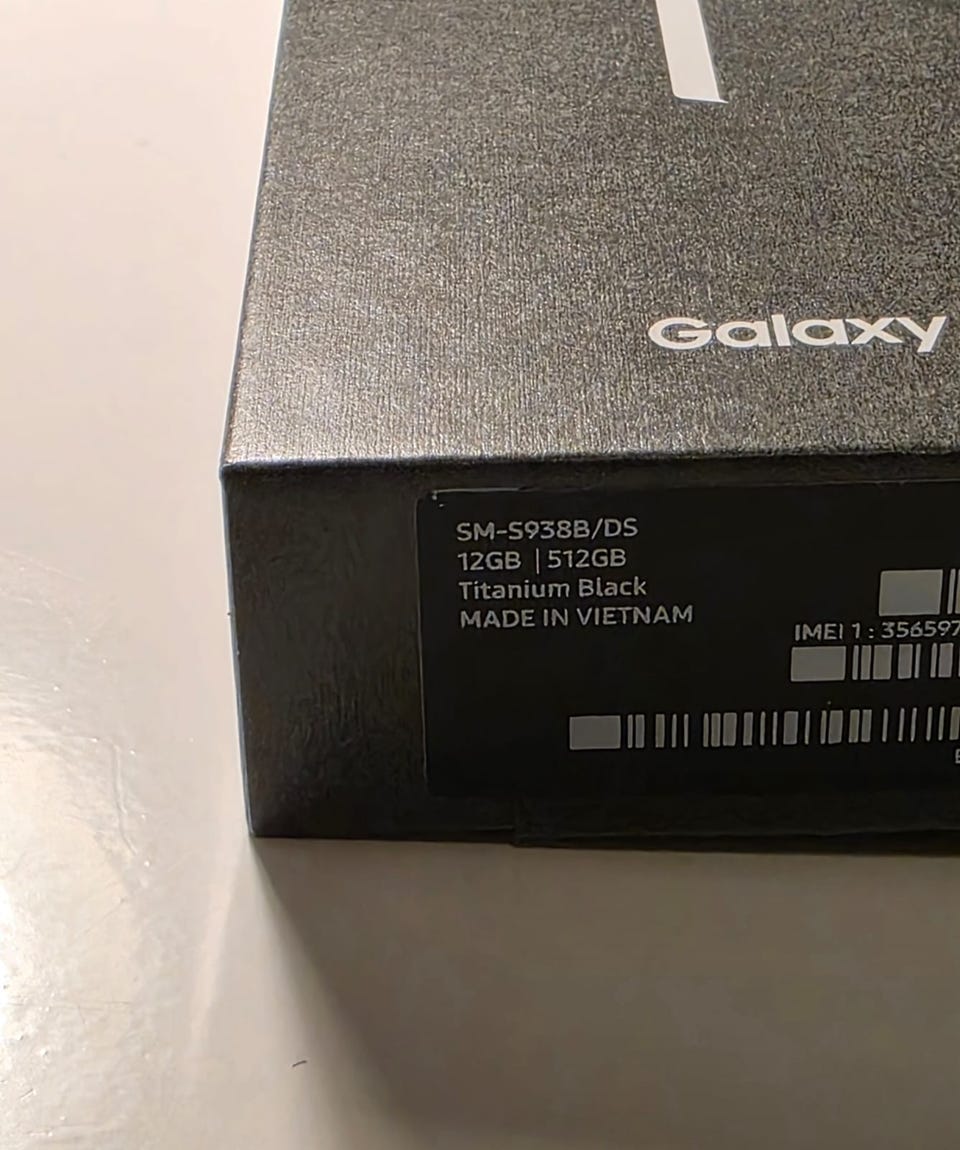 Galaxy
SM-S938B/DS
12GB | 512GB
Titanium Black
MADE IN VIETNAM
IMEI 1 : 356597